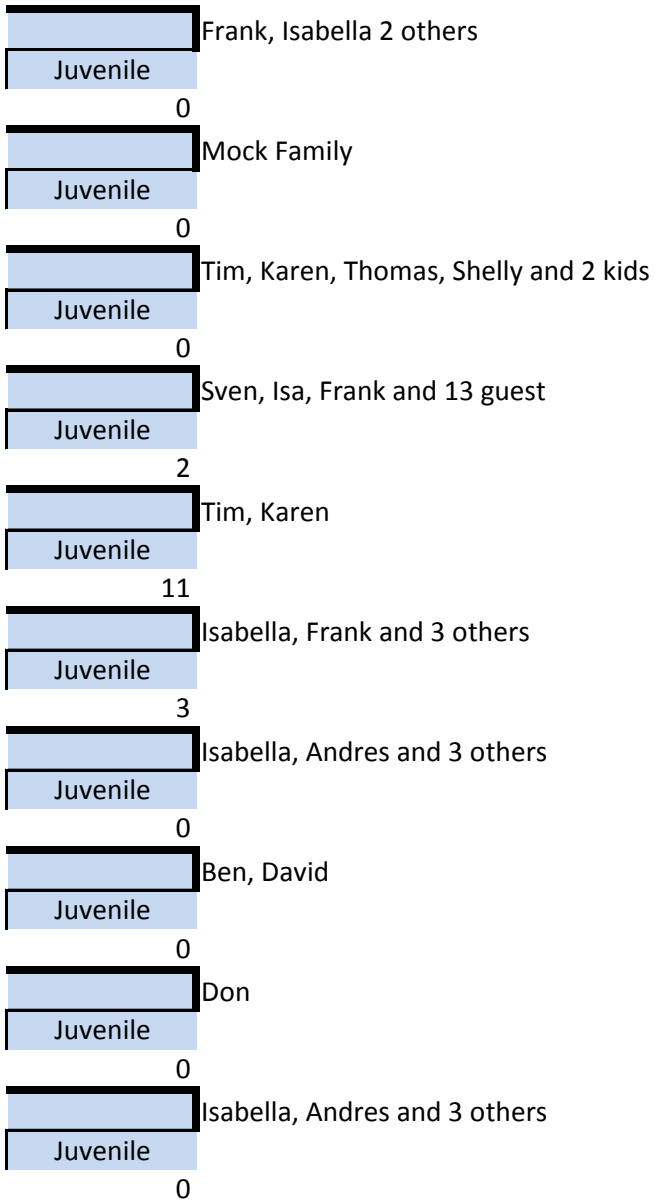 Frank, Isabella 2 others
Juvenile
0
Mock Family
Juvenile
0
Tim, Karen, Thomas, Shelly and 2 kids
Juvenile
0
Sven, Isa, Frank and 13 guest
Juvenile
2
Tim, Karen
Juvenile
11
Isabella, Frank and 3 others
Juvenile
3
Isabella, Andres and 3 others
Juvenile
0
Ben, David
Juvenile
0
Don
Juvenile
0
Isabella, Andres and 3 others
Juvenile
0